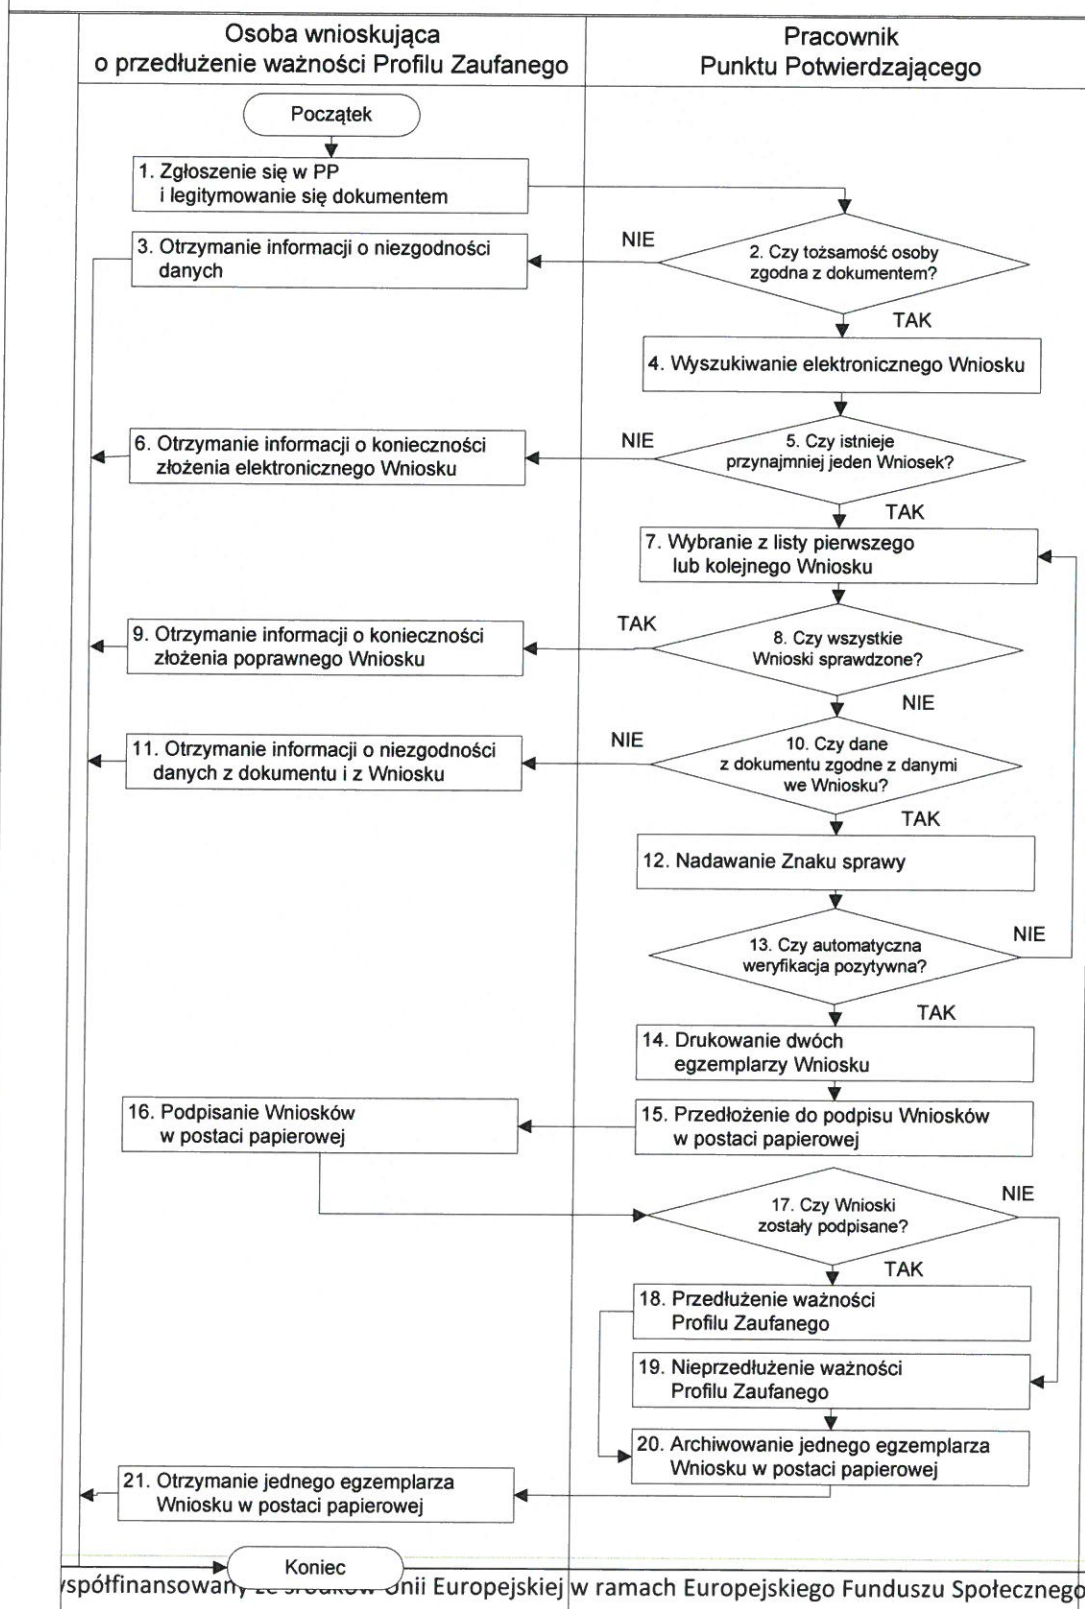 Osoba wnioskująca
o przedłużenie ważności Profilu Zaufanego
Pracownik
Punktu Potwierdzającego
Początek
1. Zgłoszenie się w PP
i legitymowanie się dokumentem
2. Czy tożsamość osoby
zgodna z dokumentem?
NIE
3. Otrzymanie informacji o niezgodności
danych
TAK
4. Wyszukiwanie elektronicznego Wniosku
5. Czy istnieje
przynajmniej jeden Wniosek?
NIE
6. Otrzymanie informacji o konieczności
złożenia elektronicznego Wniosku
TAK
7. Wybranie z listy pierwszego
lub kolejnego Wniosku
8. Czy wszystkie
Wnioski sprawdzone?
TAK
9. Otrzymanie informacji o konieczności
złożenia poprawnego Wniosku
NIE
10. Czy dane
z dokumentu zgodne z danymi
we Wniosku?
NIE
11. Otrzymanie informacji o niezgodności
danych z dokumentu i z Wniosku
TAK
12. Nadawanie Znaku sprawy
13. Czy automatyczna
weryfikacja pozytywna?
NIE
TAK
14. Drukowanie dwóch
egzemplarzy Wniosku
15. Przedłożenie do podpisu Wniosków
w postaci papierowej
16. Podpisanie Wniosków
w postaci papierowej
17. Czy Wnioski
zostały podpisane?
NIE
TAK
18. Przedłużenie ważności
Profilu Zaufanego
19. Nieprzedłużenie ważności
Profilu Zaufanego
20. Archiwowanie jednego egzemplarza
Wniosku w postaci papierowej
21. Otrzymanie jednego egzemplarza
Wniosku w postaci papierowej
Koniec
współfinansowany ze środków Unii Europejskiej w ramach Europejskiego Funduszu Społecznego